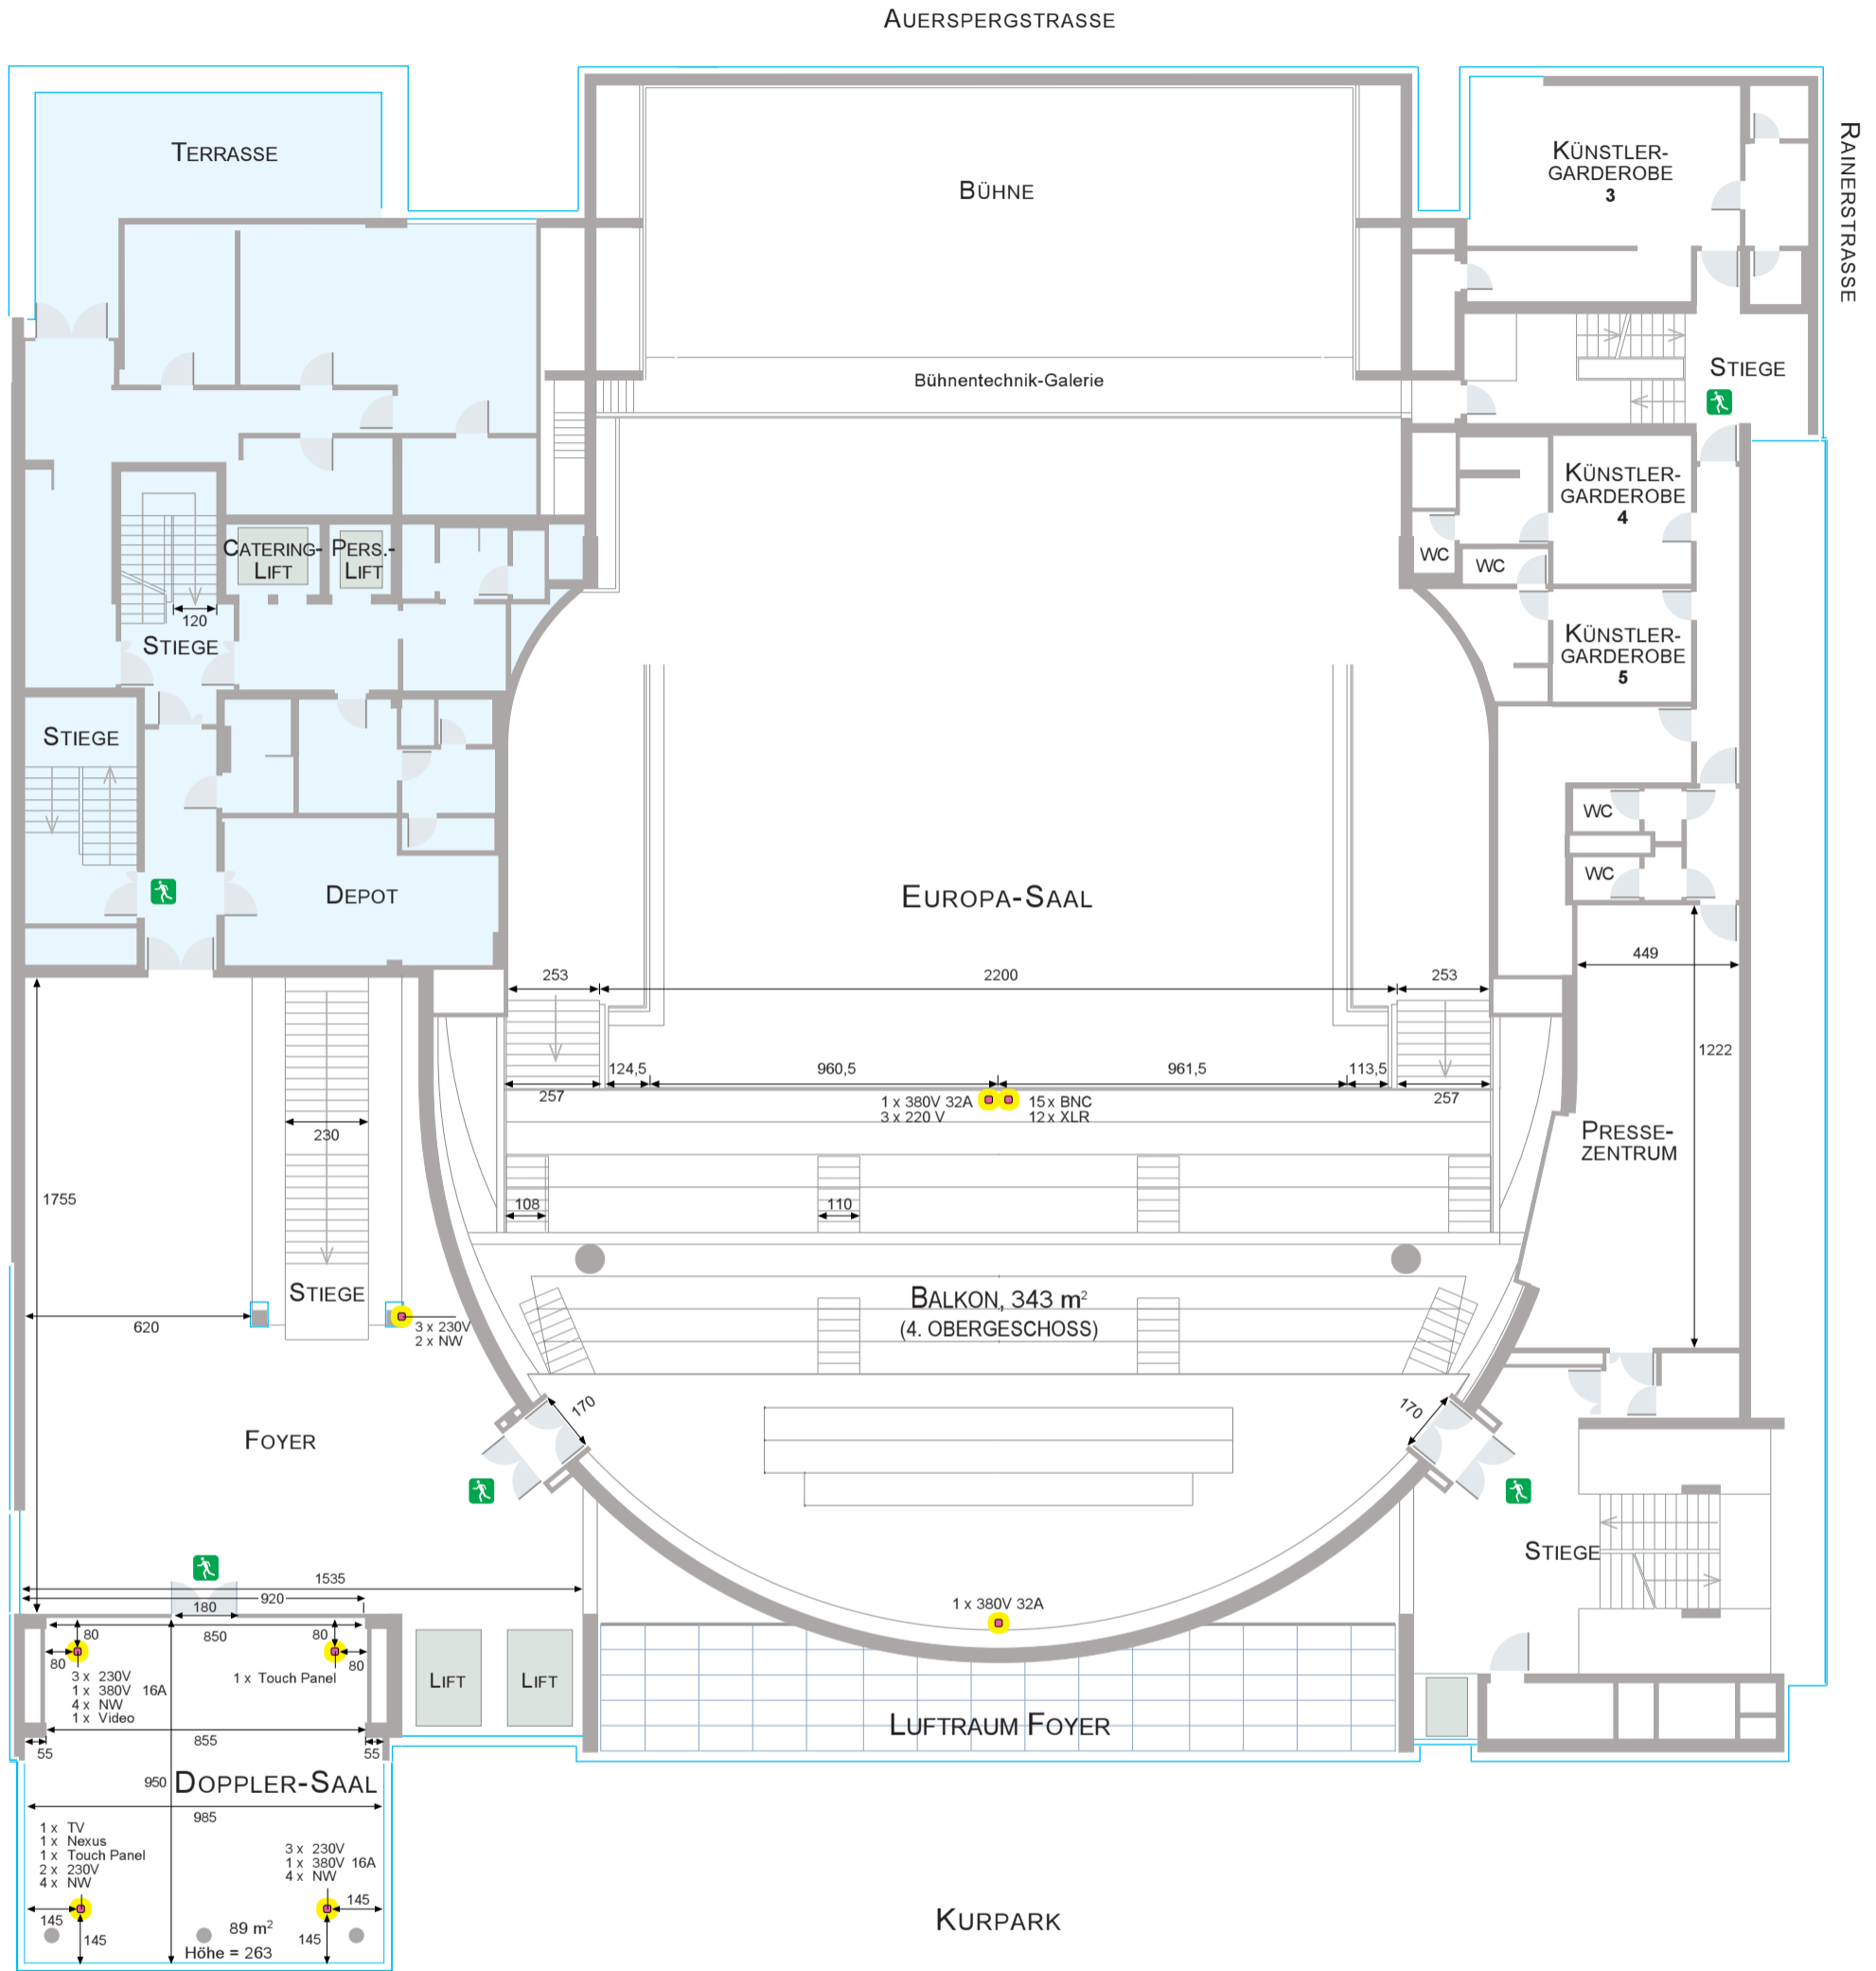 AUERSPERGSTRASSE
RAINERSTRASSE
TERRASSE
BÜHNE
KÜNSTLER-
GARDEROBE
3
Bühnentechnik-Galerie
STIEGE
KÜNSTLER-
GARDEROBE
4
WC
WC
CATERING-
LIFT
PERS.-
LIFT
120
STIEGE
KÜNSTLER-
GARDEROBE
5
STIEGE
WC
WC
DEPOT
EUROPA-SAAL
449
253
2200
253
1222
124,5
960,5
961,5
113,5
257
257
1 x 380V 32A
3 x 220 V
15 x BNC
12 x XLR
230
PRESSE-
ZENTRUM
1755
108
110
STIEGE
BALKON, 343 m²
(4. OBERGESCHOSS)
620
3 x 230V
2 x NW
170
170
FOYER
STIEGE
1535
920
180
1 x 380V 32A
850
80
80
80
80
3 x 230V
1 x 380V 16A
4 x NW
1 x Video
1 x Touch Panel
LIFT
LIFT
LUFTRAUM FOYER
855
55
55
950
DOPPLER-SAAL
985
1 x TV
1 x Nexus
1 x Touch Panel
2 x 230V
4 x NW
3 x 230V
1 x 380V 16A
4 x NW
145
145
145
145
89 m²
Höhe = 263
KURPARK